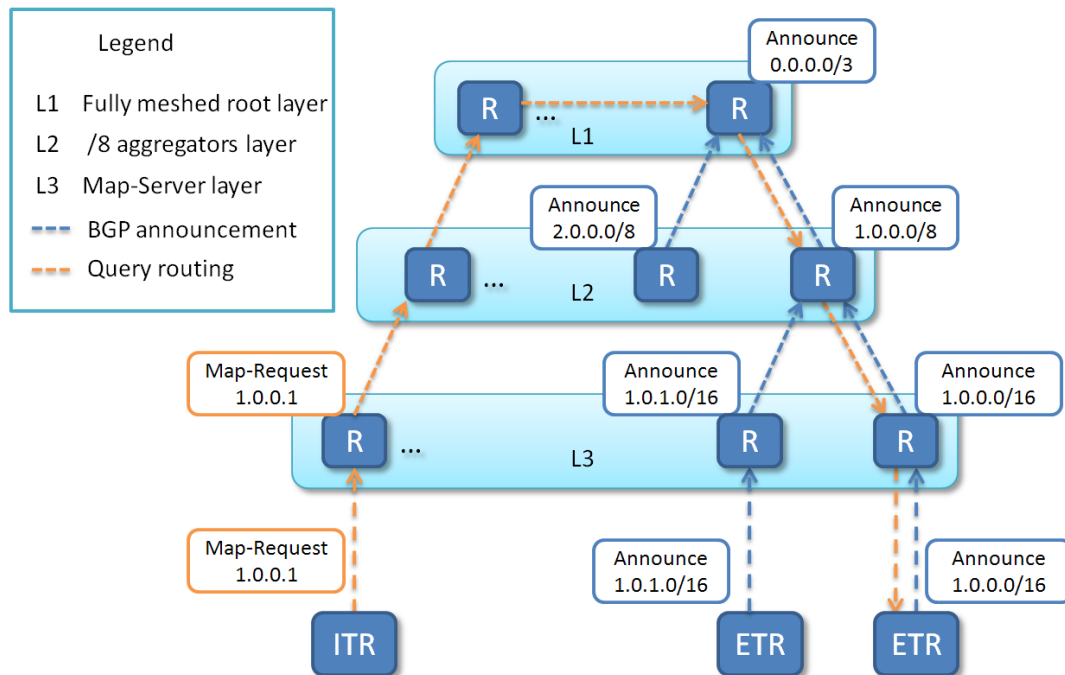 Legend
L1 Fully meshed root layer
L2 /8 aggregators layer
L3 Map-Server layer
BGP announcement
Query routing
Announce
0.0.0.0/3
R
...
R
L1
Announce
2.0.0.0/8
Announce
1.0.0.0/8
R
...
R
R
L2
Map-Request
1.0.0.1
Announce
1.0.1.0/16
Announce
1.0.0.0/16
R
...
R
R
L3
Map-Request
1.0.0.1
Announce
1.0.1.0/16
Announce
1.0.0.0/16
ITR
ETR
ETR